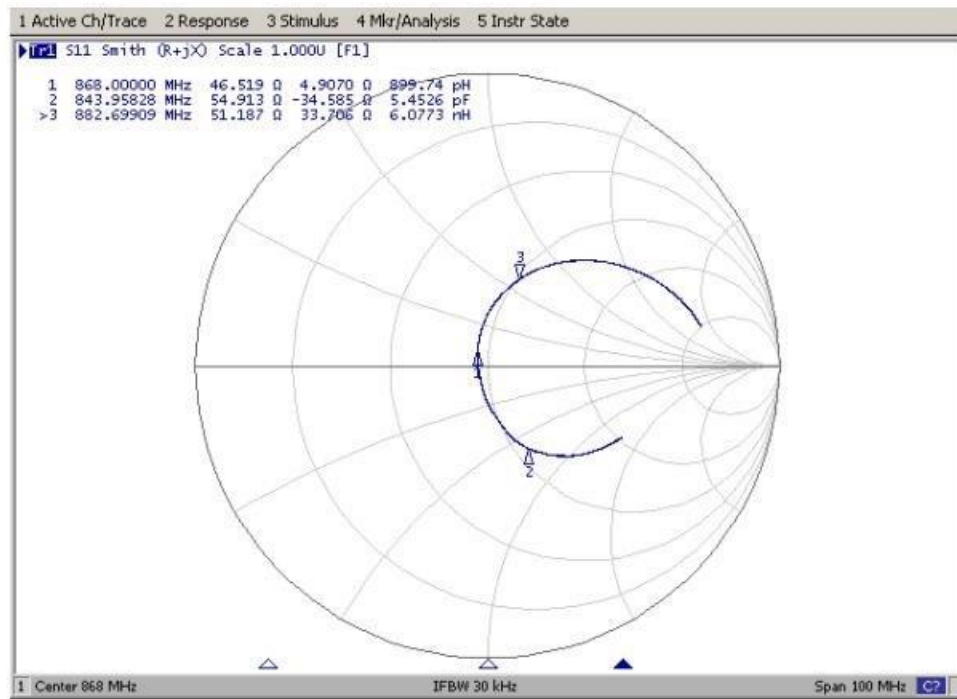 1 Active Ch/Trace 2 Response 3 Stimulus 4 Mkr/Analysis 5 Instr State
Tr1 S11 Smith (R+jX) Scale 1.000U [F1]
1 868.00000 MHz 46.519 Ω 4.9070 Ω 899.74 pH
2 843.95828 MHz 54.913 Ω -34.585 Ω 5.4526 pF
>3 882.69909 MHz 51.187 Ω 33.706 Ω 6.0773 nH
3
1
2
1 Center 868 MHz IFBW 30 kHz Span 100 MHz C?